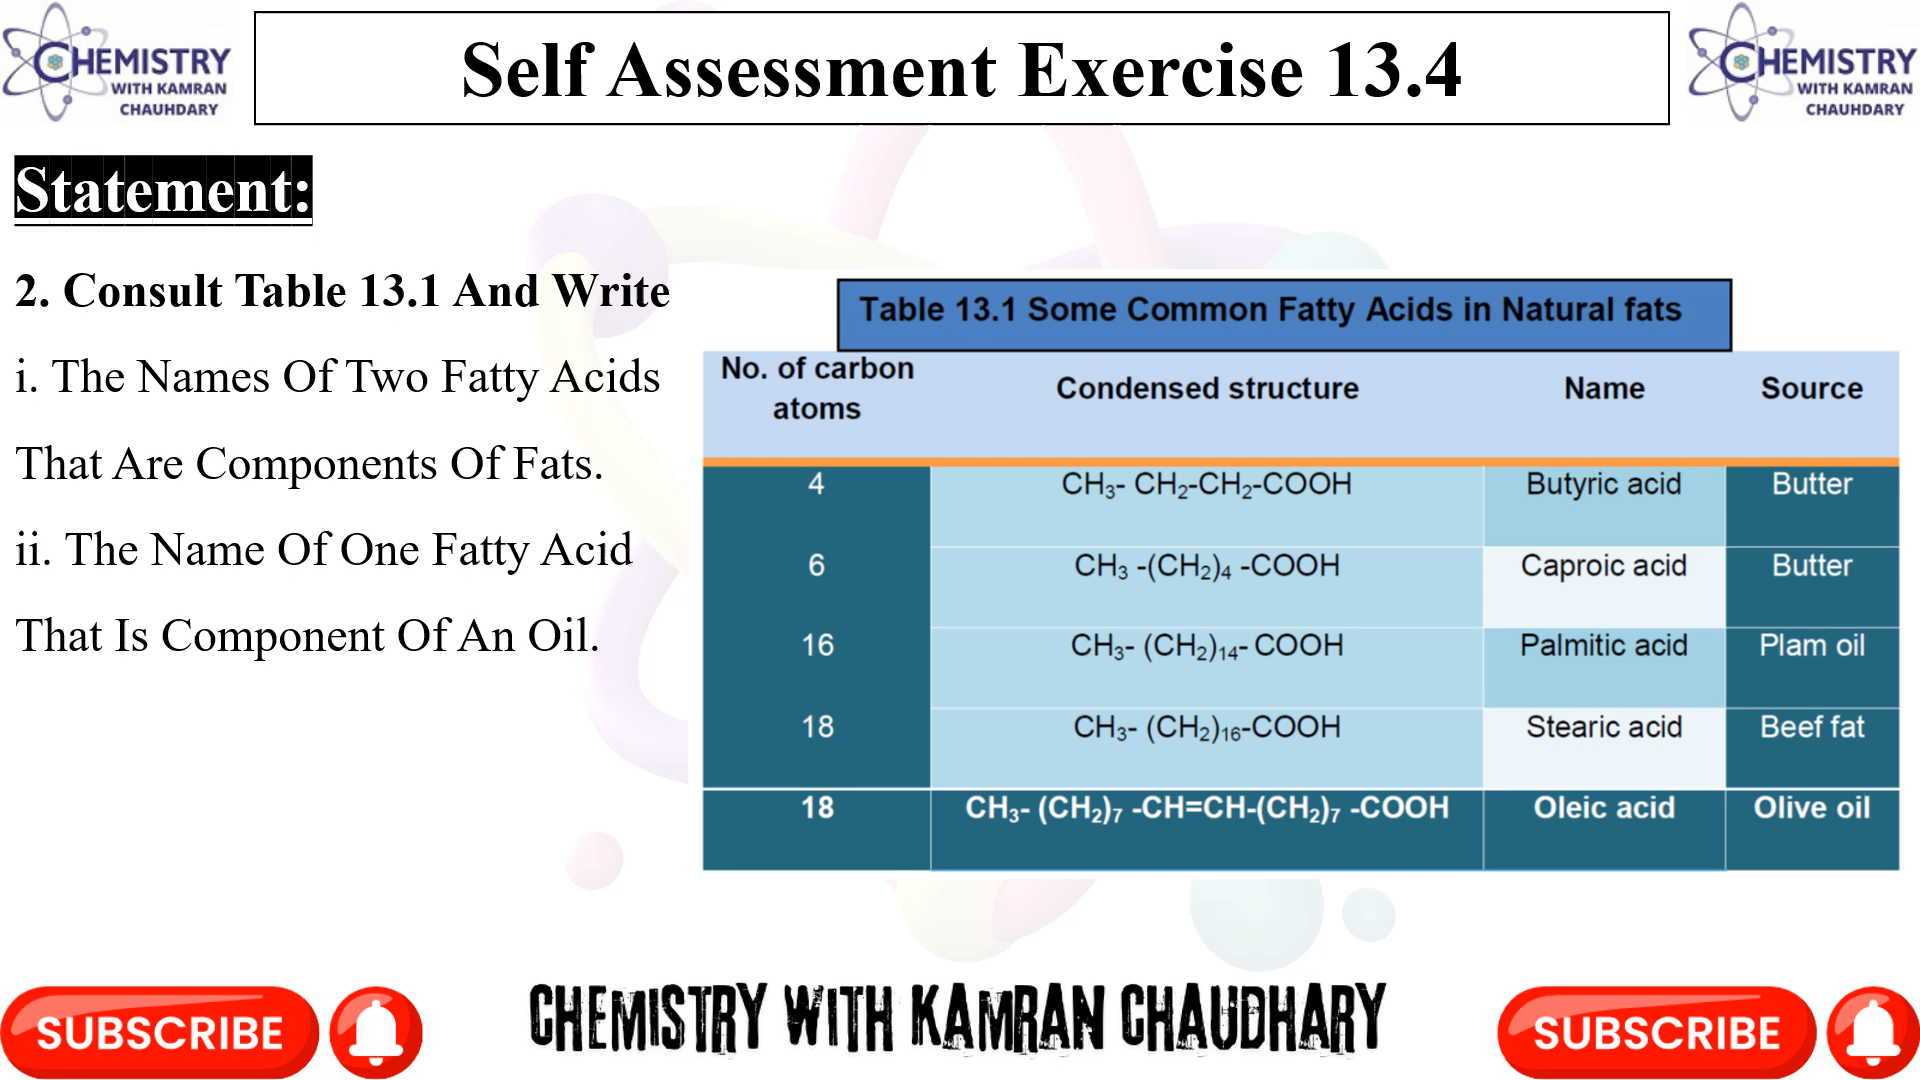 CHEMISTRY
WITH KAMRAN
CHAUHDARY
Self Assessment Exercise 13.4
CHEMISTRY
WITH KAMRAN
CHAUHDARY
Statement:
2. Consult Table 13.1 And Write
i. The Names Of Two Fatty Acids
That Are Components Of Fats.
ii. The Name Of One Fatty Acid
That Is Component Of An Oil.
Table 13.1 Some Common Fatty Acids in Natural fats
No. of carbon atoms Condensed structure Name Source
4 CH₃- CH₂-CH₂-COOH Butyric acid Butter
6 CH₃ -(CH₂)₄ -COOH Caproic acid Butter
16 CH₃- (CH₂)₁₄- COOH Palmitic acid Plam oil
18 CH₃- (CH₂)₁₆-COOH Stearic acid Beef fat
18 CH₃- (CH₂)₇ -CH=CH-(CH₂)₇ -COOH Oleic acid Olive oil
SUBSCRIBE
CHEMISTRY WITH KAMRAN CHAUDHARY
SUBSCRIBE